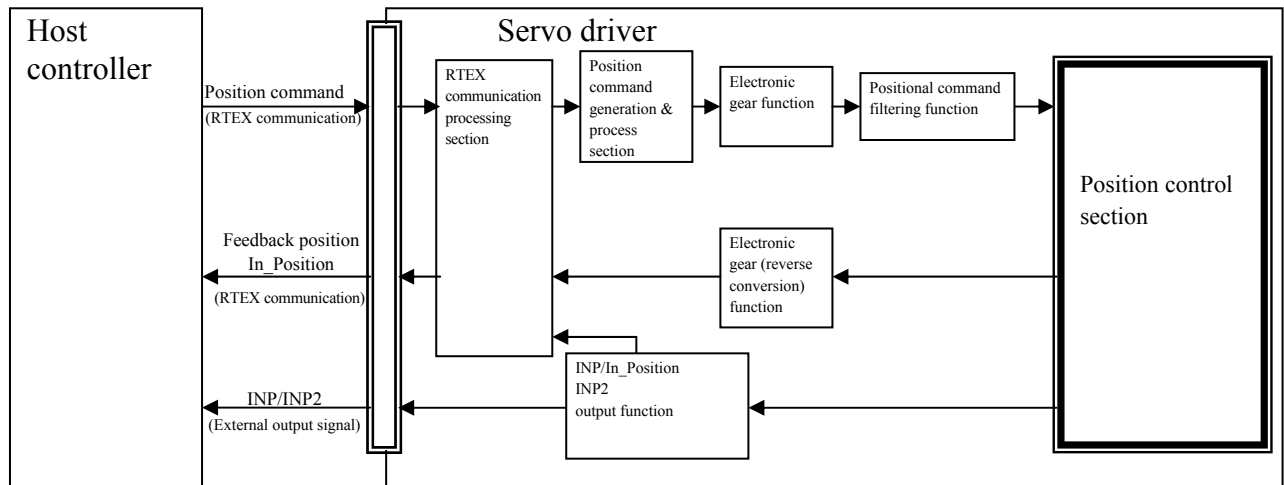 Host
controller
Servo driver
Position command
(RTEX communication)
RTEX
communication
processing
section
Position
command
generation &
process
section
Electronic
gear function
Positional command
filtering function
Position control
section
Feedback position
In_Position
(RTEX communication)
Electronic
gear (reverse
conversion)
function
INP/In_Position
INP2
output function
INP/INP2
(External output signal)